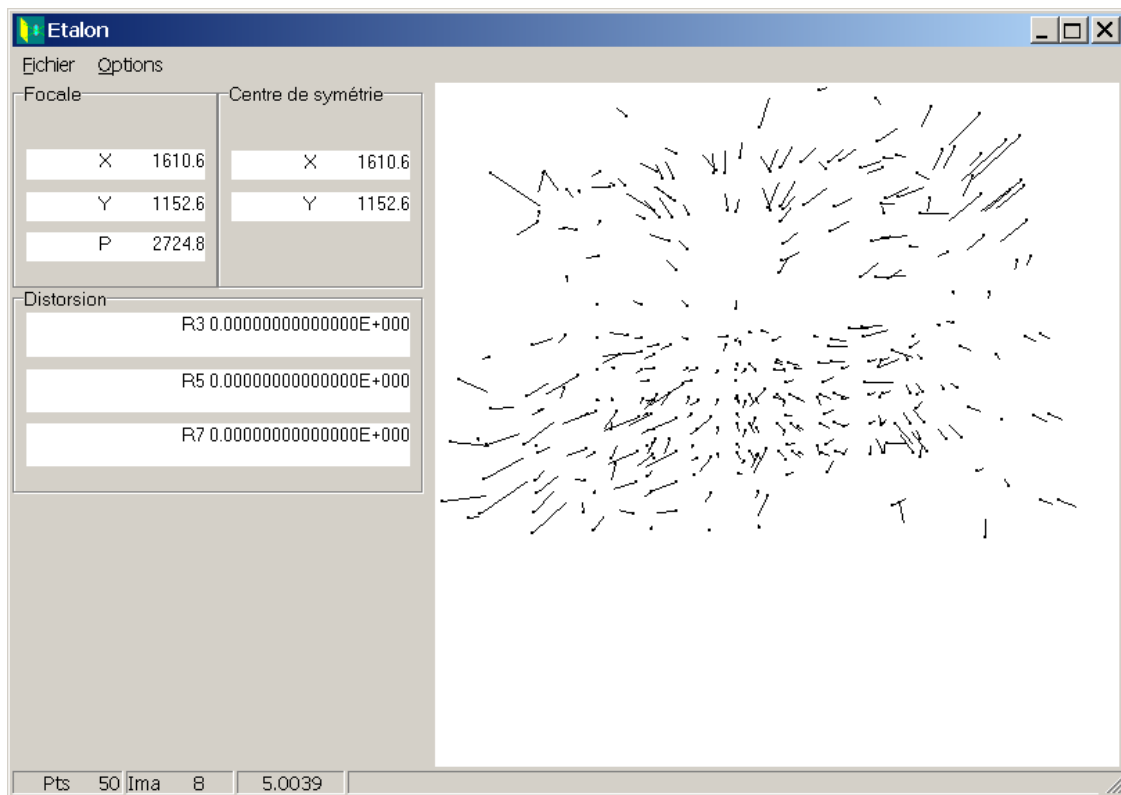 Etalon
Fichier Options
Focale
Centre de symétrie
X 1610.6
X 1610.6
Y 1152.6
Y 1152.6
P 2724.8
Distorsion
R3 0.00000000000000E+000
R5 0.00000000000000E+000
R7 0.00000000000000E+000
Pts 50 Ima 8 5.0039